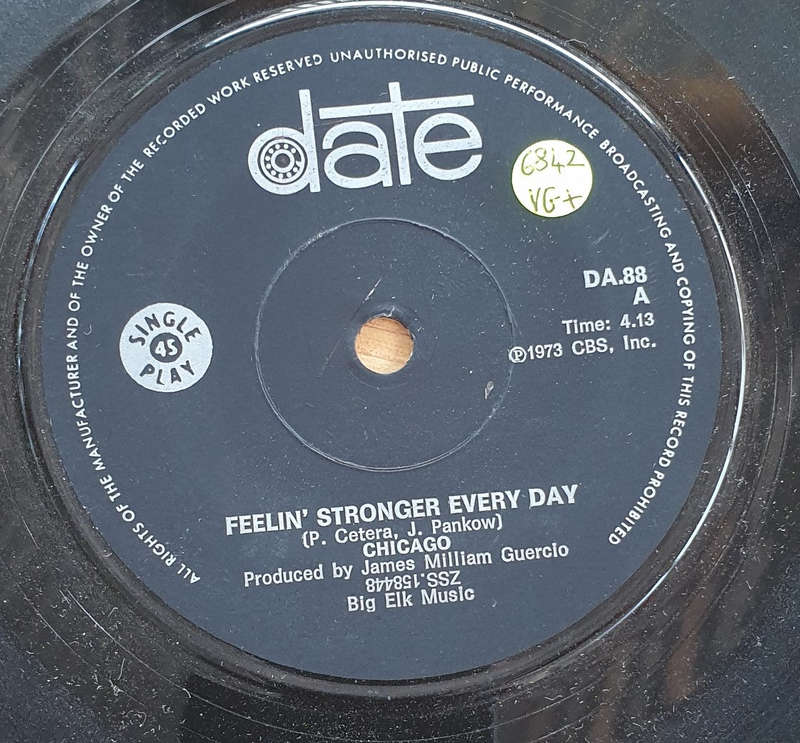 ALL RIGHTS OF THE MANUFACTURER AND OF THE OWNER OF THE RECORDED WORK RESERVED UNAUTHORISED PUBLIC PERFORMANCE BROADCASTING AND COPYING OF THIS RECORD PROHIBITED
date
6842
VG+
DA.88
A
Time: 4.13
℗1973 CBS, Inc.
SINGLE
45
PLAY
FEELIN' STRONGER EVERY DAY
(P. Cetera, J. Pankow)
CHICAGO
Produced by James Milliam Guercio
ZSS.158448
Big Elk Music